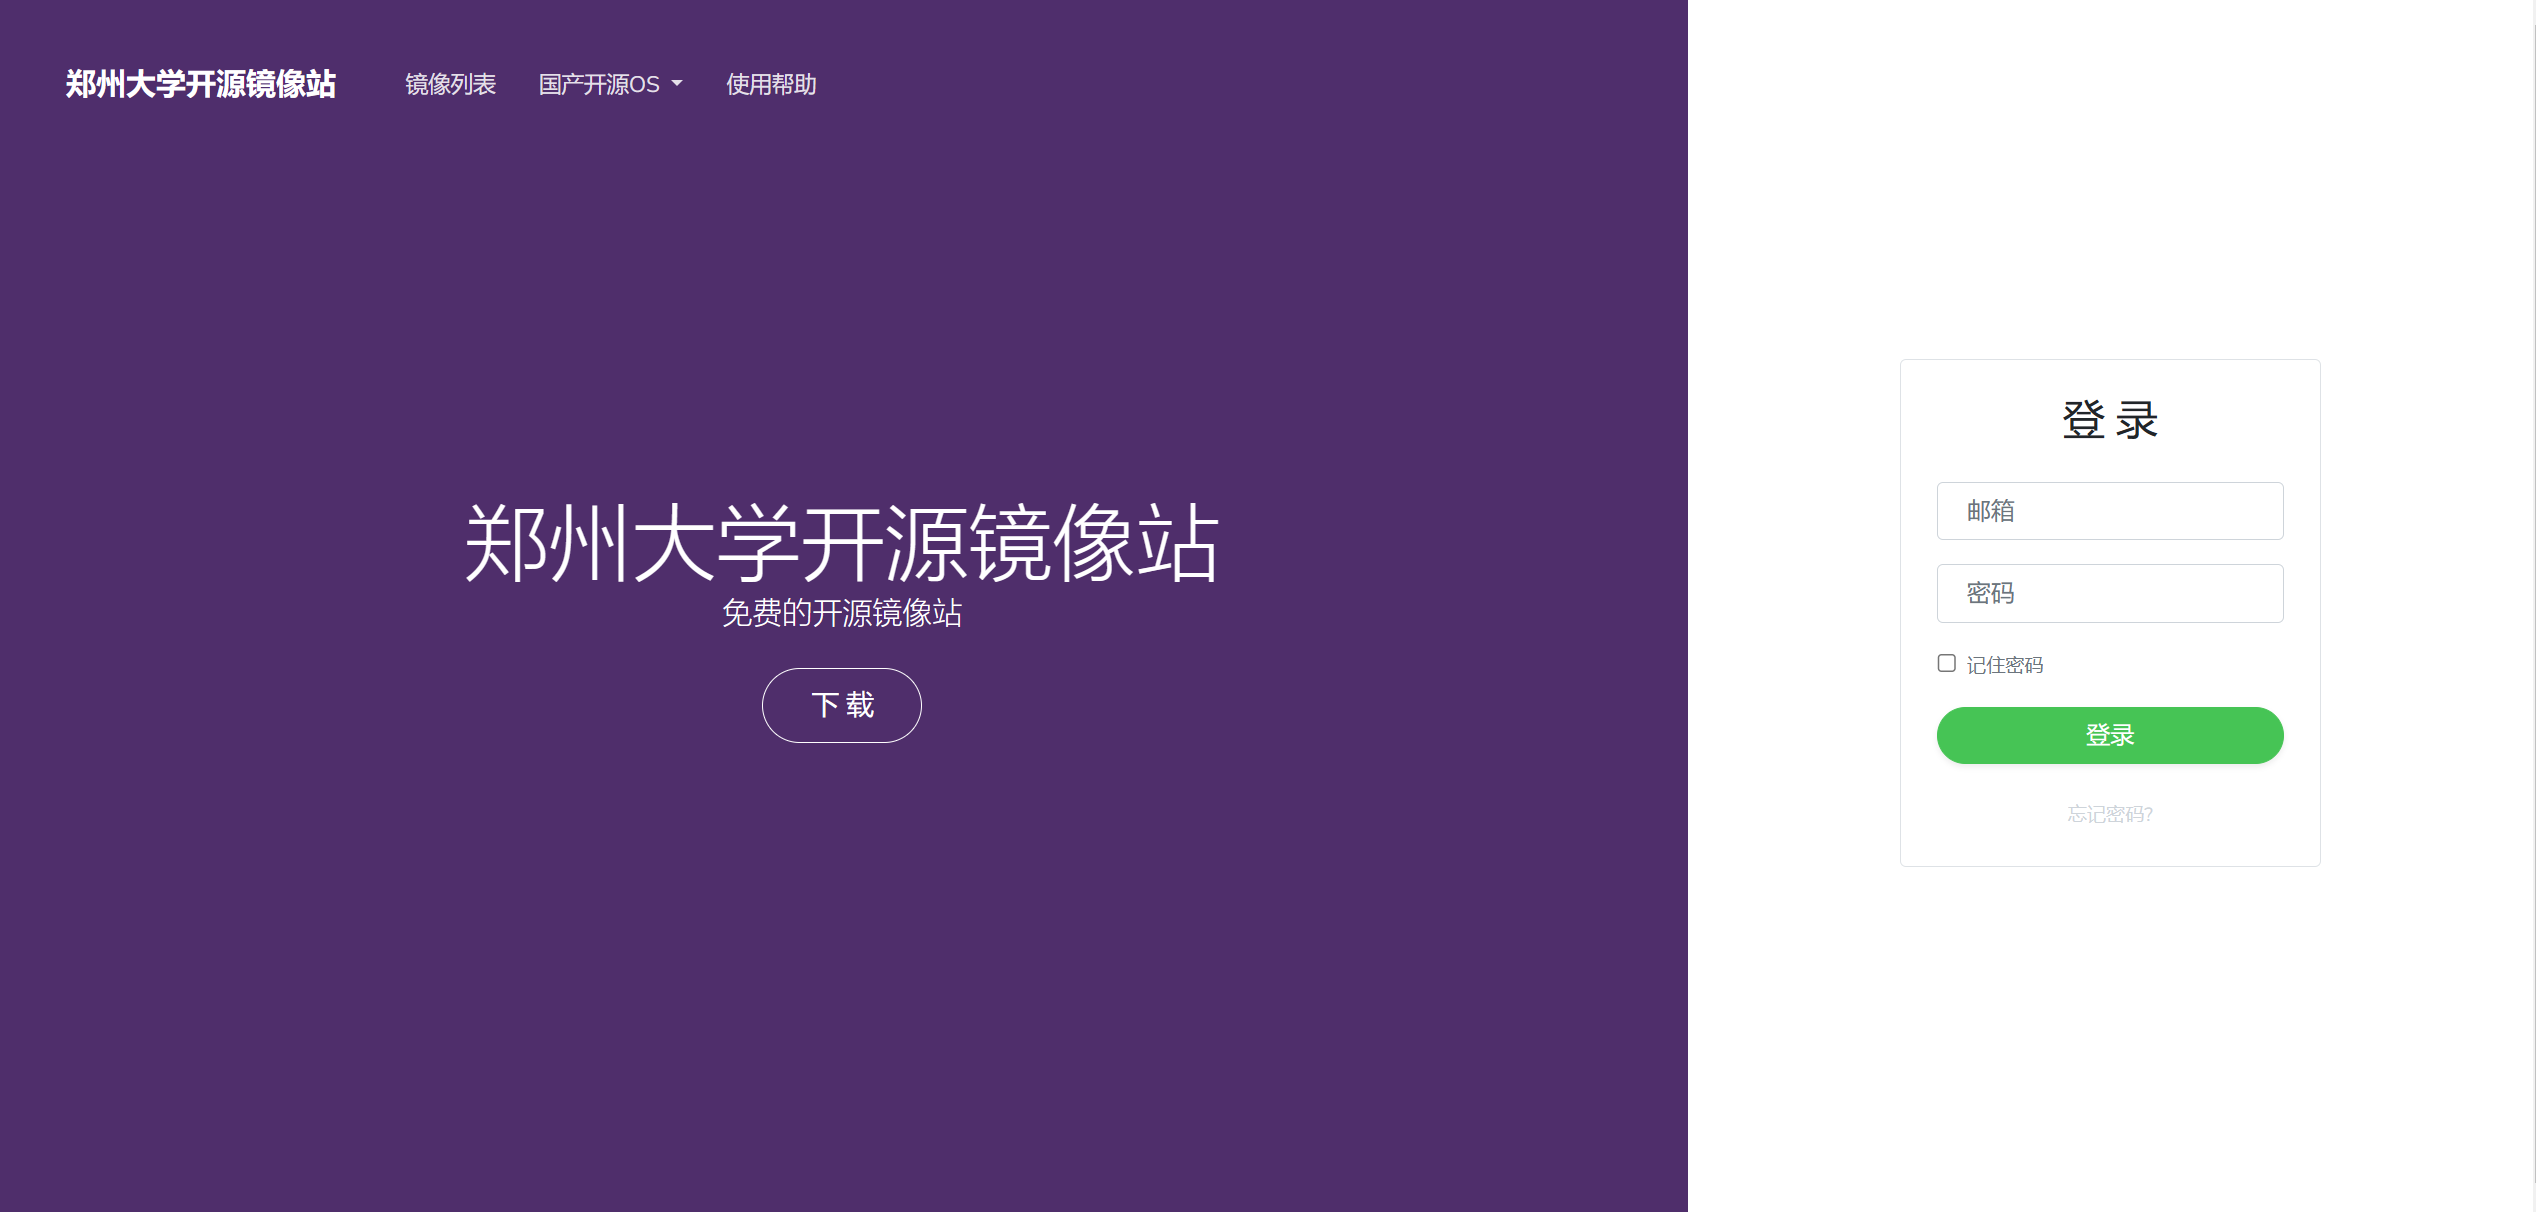 郑州大学开源镜像站
镜像列表
国产开源OS
使用帮助
郑州大学开源镜像站
免费的开源镜像站
下 载
登 录
邮箱
密码
记住密码
登录
忘记密码?